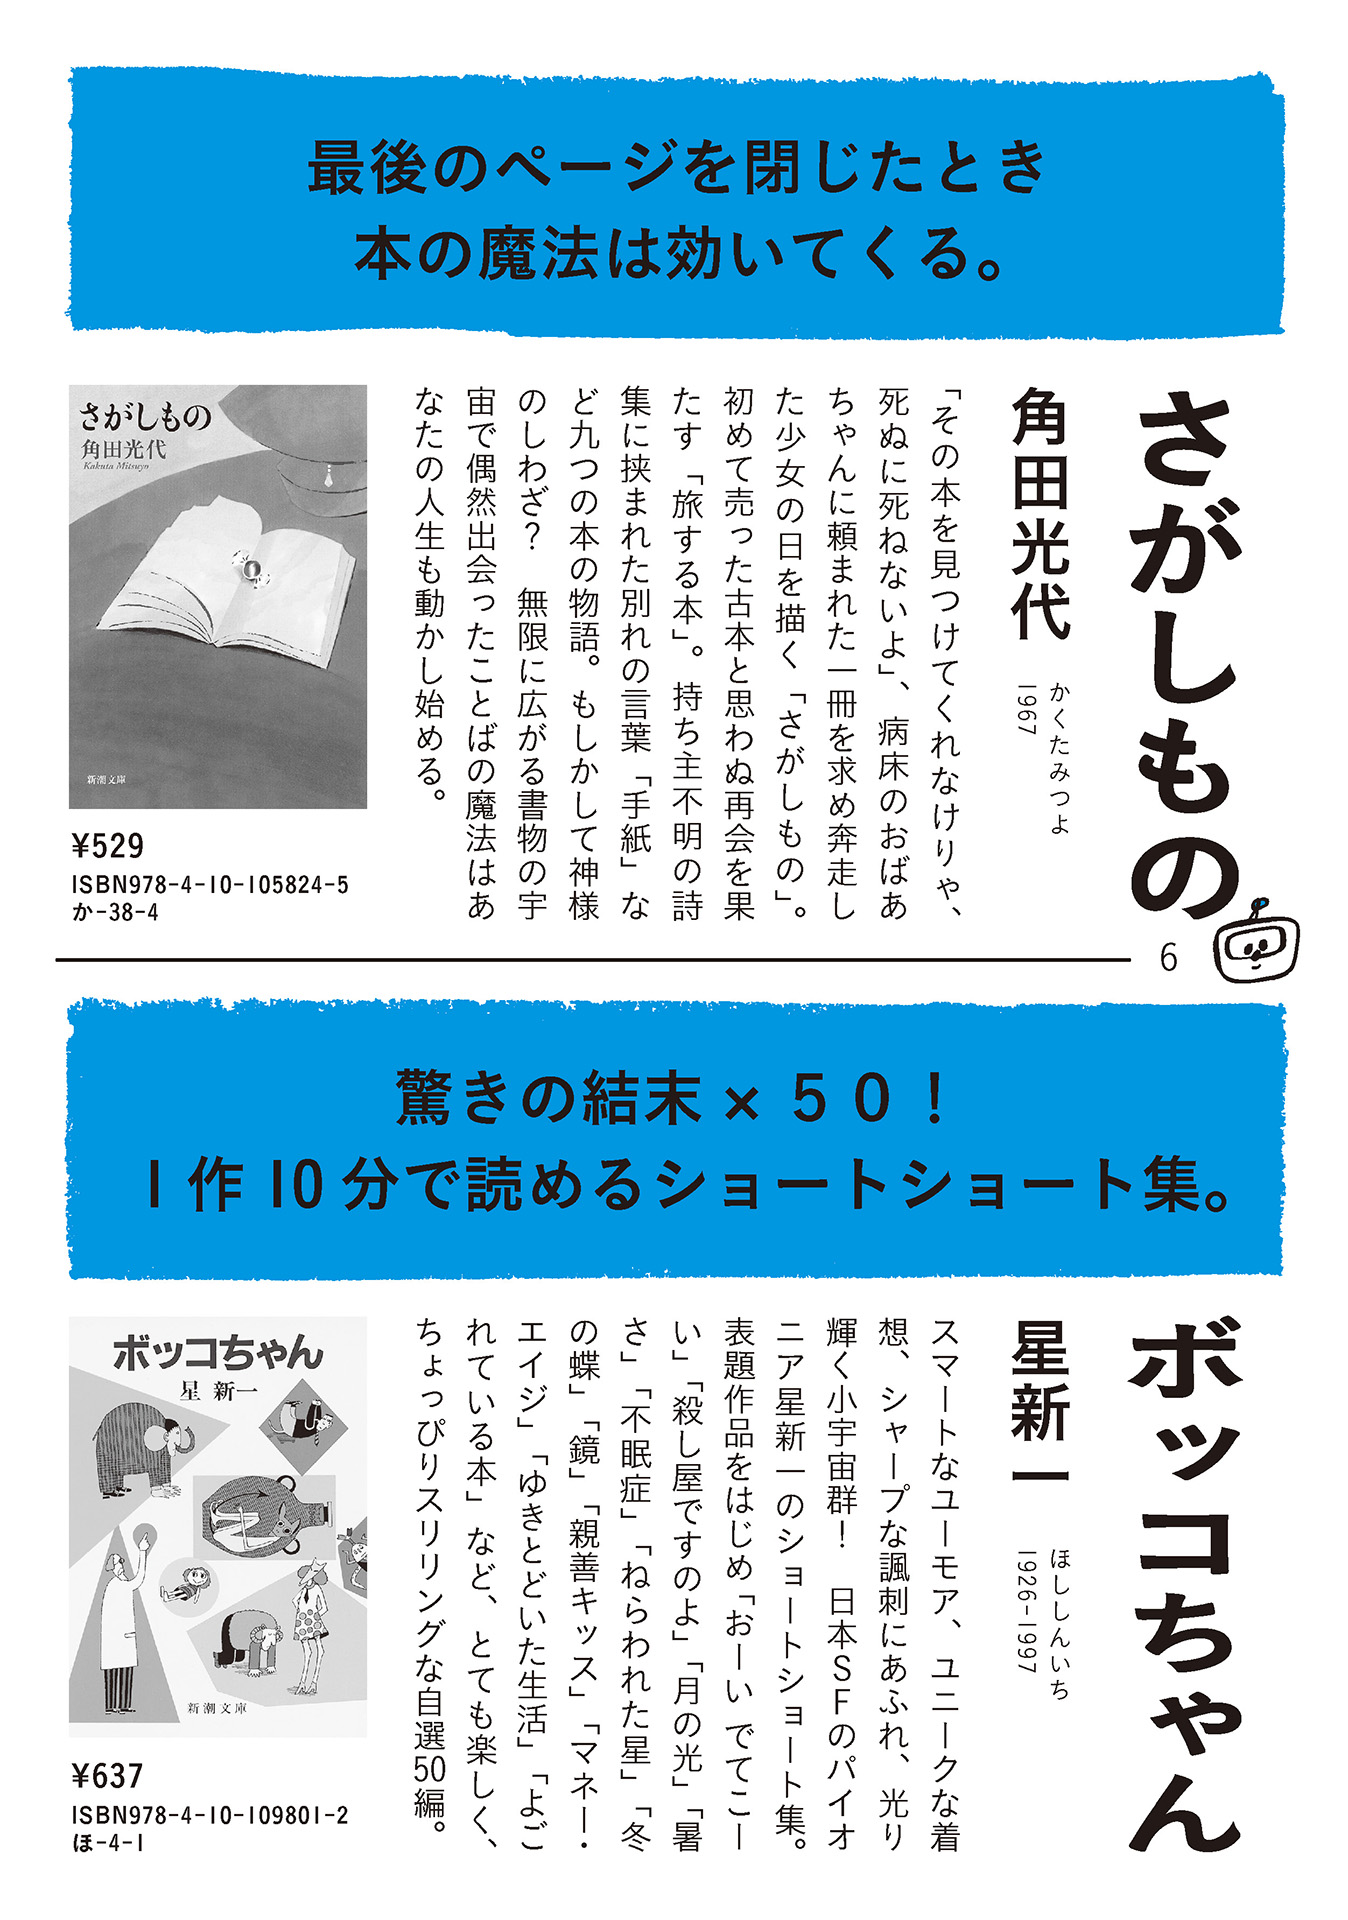 最後のページを閉じたとき
本の魔法は効いてくる。
さがしもの
角田光代
かくたみつよ
1967
「その本を見つけてくれなけりゃ、
死ぬに死ねないよ」、病床のおばあ
ちゃんに頼まれた一冊を求め奔走し
た少女の日を描く「さがしもの」。
初めて売った古本と思わぬ再会を果
たす「旅する本」。持ち主不明の詩
集に挟まれた別れの言葉「手紙」な
ど九つの本の物語。もしかして神様
のしわざ？　無限に広がる書物の宇
宙で偶然出会ったことばの魔法はあ
なたの人生も動かし始める。
さがしもの
角田光代
Kakuta Mitsuyo
新潮文庫
¥529
ISBN978-4-10-105824-5
か-38-4
6
驚きの結末×５０！
1作10分で読めるショートショート集。
ボッコちゃん
星新一
ほししんいち
1926-1997
スマートなユーモア、ユニークな着
想、シャープな諷刺にあふれ、光り
輝く小宇宙群！　日本ＳＦのパイオ
ニア星新一のショートショート集。
表題作品をはじめ「おーい でてこー
い」「殺し屋ですのよ」「月の光」「暑
さ」「不眠症」「ねらわれた星」「冬
の蝶」「鏡」「親善キッス」「マネー・
エイジ」「ゆきとどいた生活」「よご
れている本」など、とても楽しく、
ちょっぴりスリリングな自選50編。
ボッコちゃん
星 新一
新潮文庫
¥637
ISBN978-4-10-109801-2
ほ-4-1